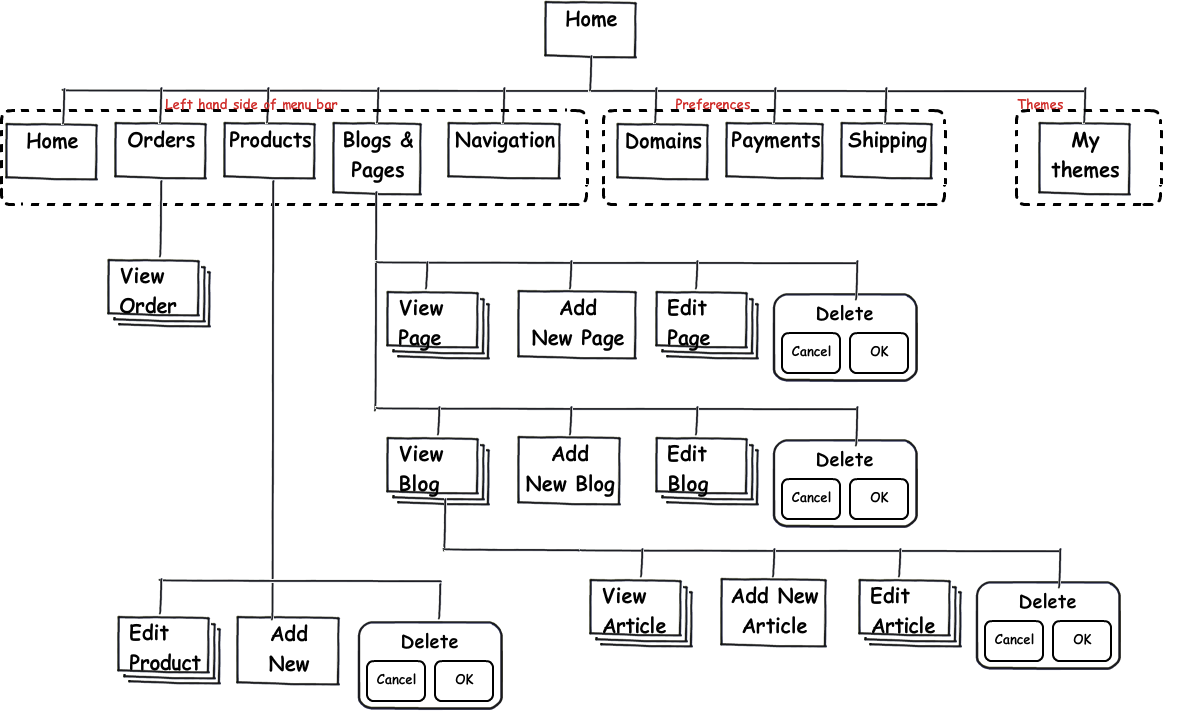 Home
Left hand side of menu bar
Preferences
Themes
Home
Orders
Products
Blogs &
Pages
Navigation
Domains
Payments
Shipping
My
themes
View
Order
View
Page
Add
New Page
Edit
Page
Delete
Cancel
OK
View
Blog
Add
New Blog
Edit
Blog
Delete
Cancel
OK
View
Article
Add New
Article
Edit
Article
Delete
Cancel
OK
Edit
Product
Add
New
Delete
Cancel
OK